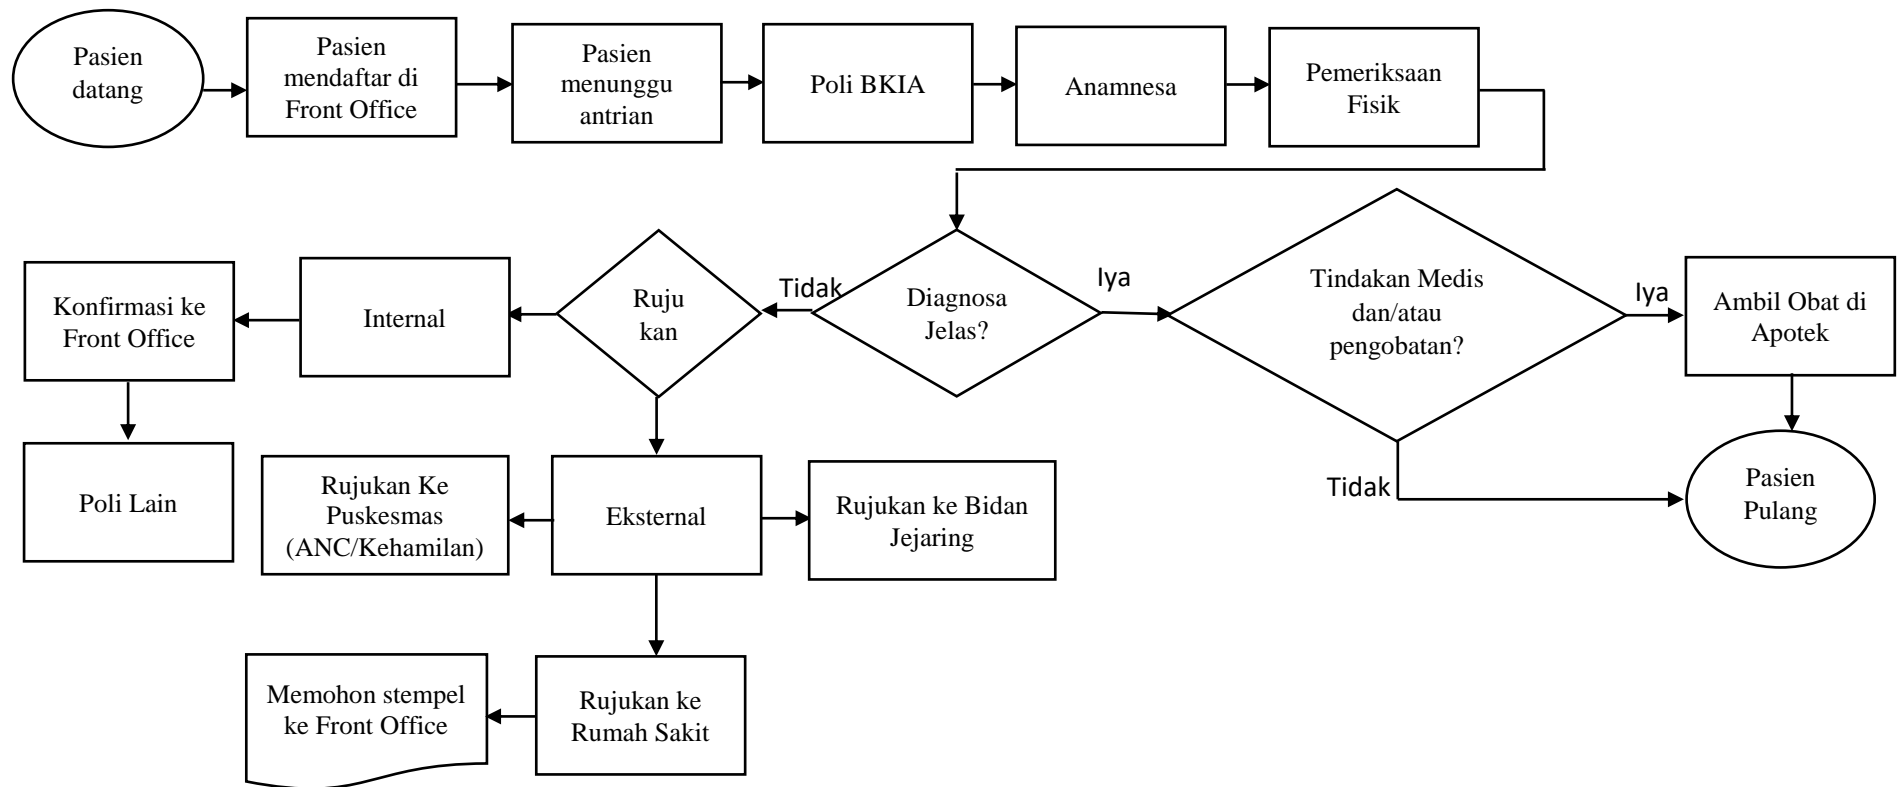 Pasien
datang
Pasien
mendaftar di
Front Office
Pasien
menunggu
antrian
Poli BKIA
Anamnesa
Pemeriksaan
Fisik
Konfirmasi ke
Front Office
Internal
Ruju
kan
Tidak
Diagnosa
Jelas?
Iya
Tindakan Medis
dan/atau
pengobatan?
Iya
Ambil Obat di
Apotek
Poli Lain
Rujukan Ke
Puskesmas
(ANC/Kehamilan)
Eksternal
Rujukan ke Bidan
Jejaring
Tidak
Pasien
Pulang
Memohon stempel
ke Front Office
Rujukan ke
Rumah Sakit